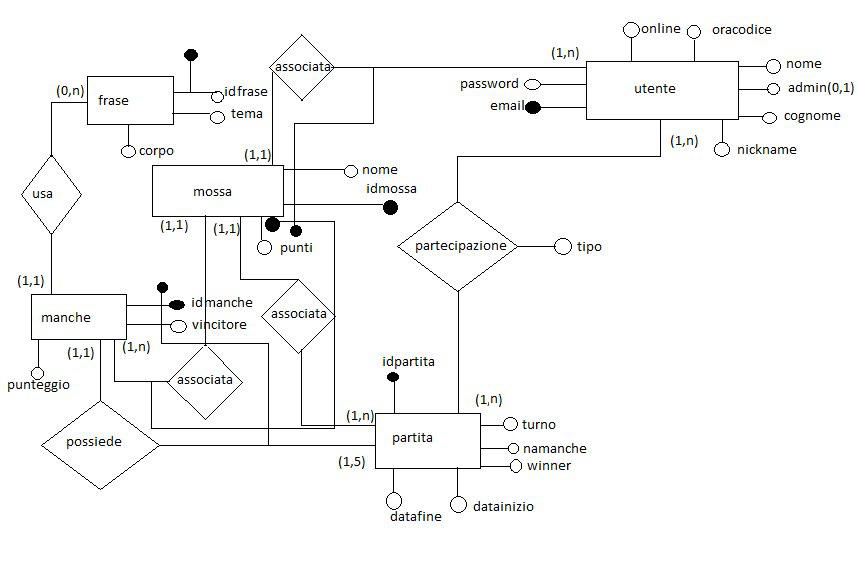 online
oracodice
(1,n)
associata
nome
utente
password
admin(0,1)
(0,n)
idfrase
frase
email
tema
cognome
(1,n)
corpo
nickname
(1,1)
nome
idmossa
mossa
usa
(1,1)
(1,1)
punti
partecipazione
tipo
(1,1)
idmanche
manche
associata
vincitore
(1,1)
(1,n)
idpartita
associata
punteggio
(1,n)
(1,n)
turno
possiede
partita
namanche
(1,5)
winner
datainizio
datafine